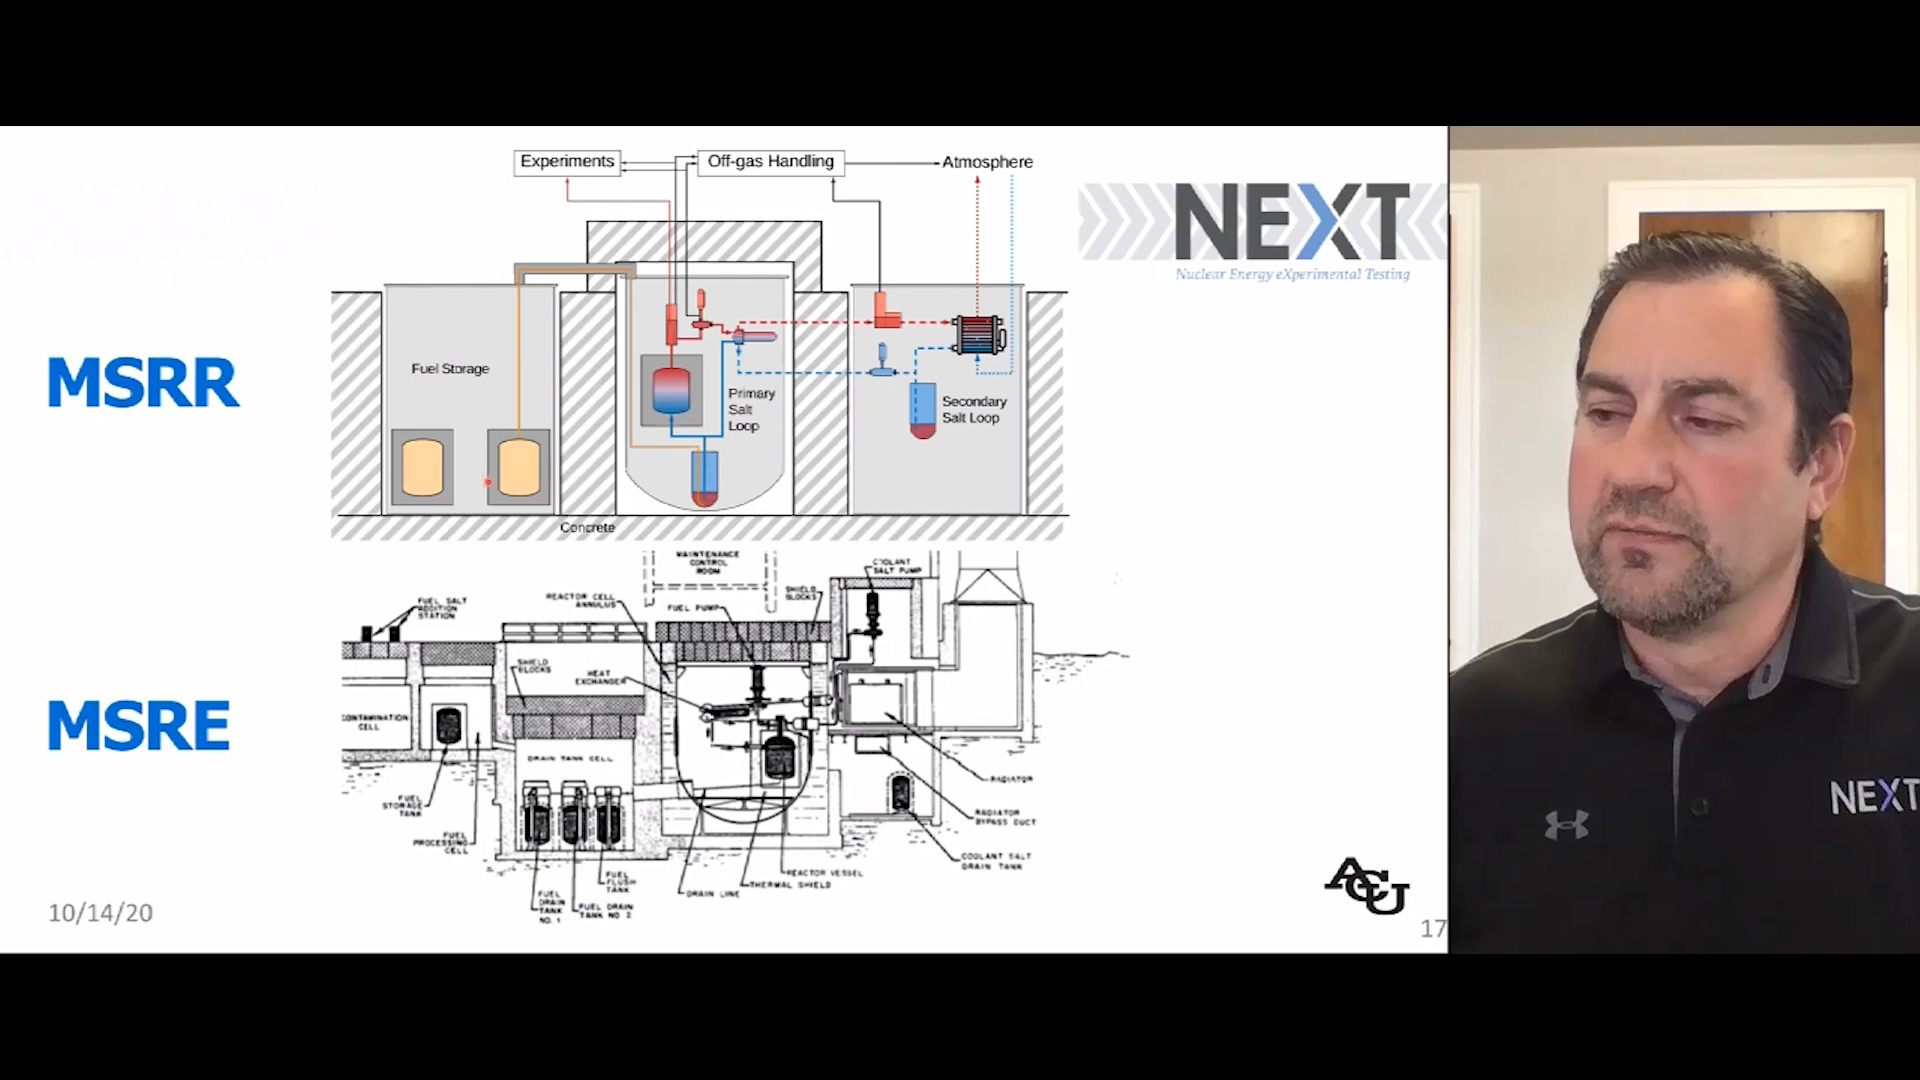 Experiments
Off-gas Handling
Atmosphere
NEXT
Nuclear Energy eXperimental Testing
MSRR
Fuel Storage
Primary
Salt
Loop
Secondary
Salt Loop
Concrete
MSRE
MAINTENANCE
CONTROL
ROOM
COOLANT
SALT PUMP
FUEL SALT
ADDITION
STATION
REACTOR CELL
ANNULUS
FUEL PUMP
SHIELD
BLOCKS
SHIELD
BLOCKS
HEAT
EXCHANGER
CONTAMINATION
CELL
DRAIN TANK CELL
RADIATOR
FUEL
STORAGE
TANK
RADIATOR
BYPASS DUCT
FUEL
PROCESSING
CELL
COOLANT SALT
DRAIN TANK
REACTOR VESSEL
THERMAL SHIELD
DRAIN LINE
FUEL
FLUSH
TANK
FUEL
DRAIN
TANK
NO. 1
FUEL DRAIN
TANK NO 2
10/14/20
ACU
17
NEXT